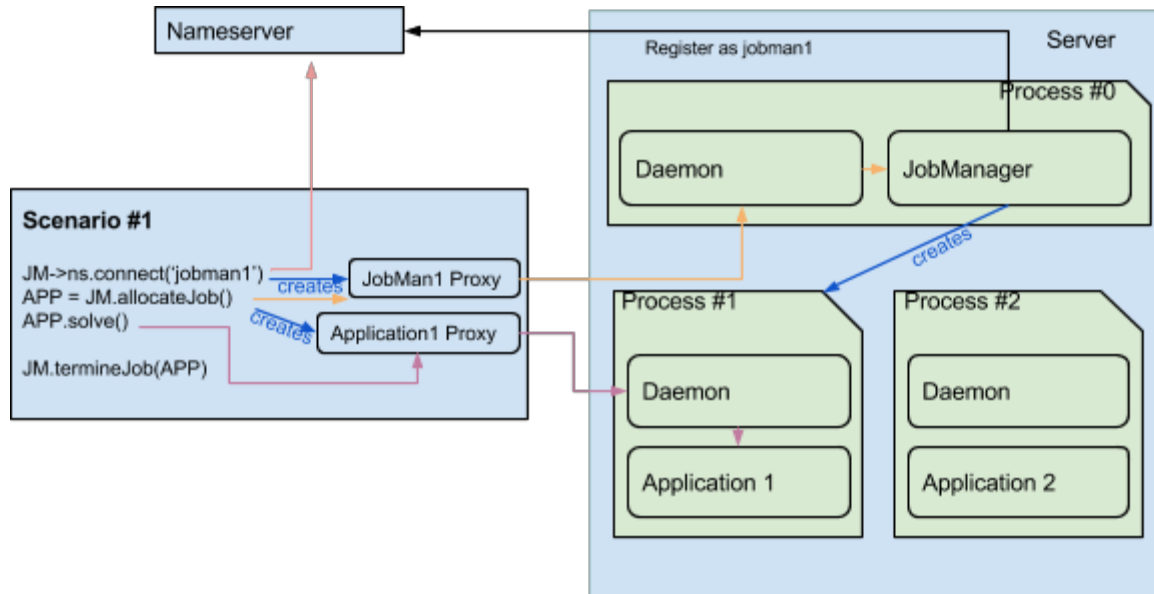 Nameserver
Register as jobman1
Server
Process #0
Daemon
JobManager
Scenario #1
JM->ns.connect('jobman1')
creates
JobMan1 Proxy
APP = JM.allocateJob()
creates
Application1 Proxy
APP.solve()
JM.termineJob(APP)
creates
Process #1
Process #2
Daemon
Daemon
Application 1
Application 2